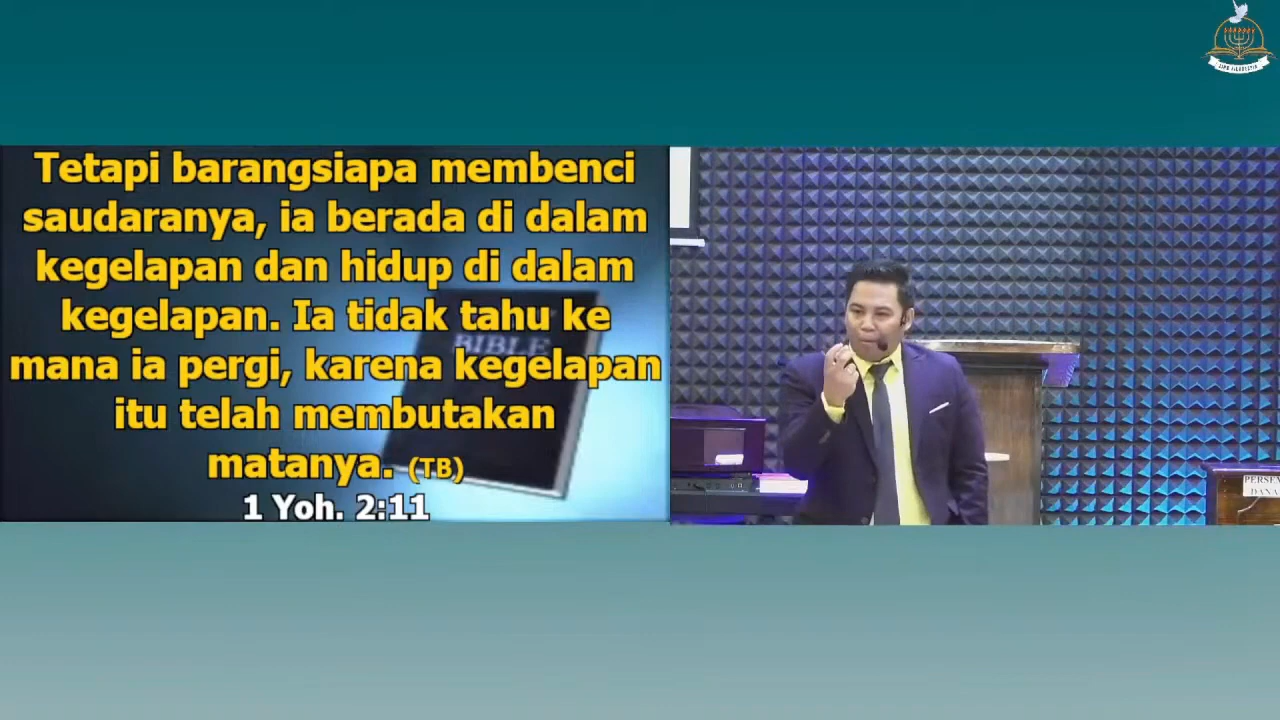 Tetapi barangsiapa membenci
saudaranya, ia berada di dalam
kegelapan dan hidup di dalam
kegelapan. Ia tidak tahu ke
mana ia pergi, karena kegelapan
itu telah membutakan
matanya. (TB)
1 Yoh. 2:11
BIBLE
DANA